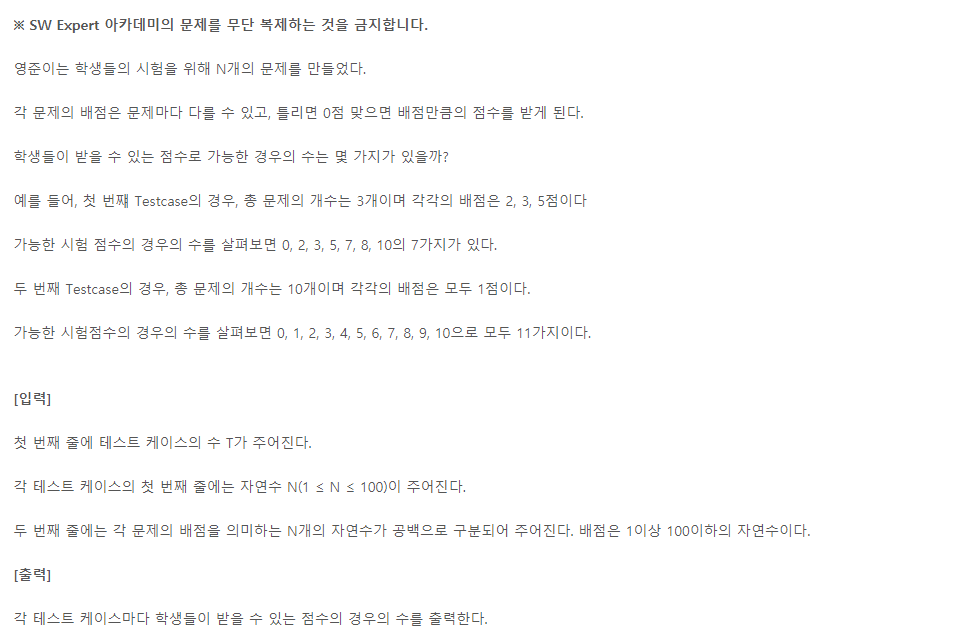 ※ SW Expert 아카데미의 문제를 무단 복제하는 것을 금지합니다.
영준이는 학생들의 시험을 위해 N개의 문제를 만들었다.
각 문제의 배점은 문제마다 다를 수 있고, 틀리면 0점 맞으면 배점만큼의 점수를 받게 된다.
학생들이 받을 수 있는 점수로 가능한 경우의 수는 몇 가지가 있을까?
예를 들어, 첫 번째 Testcase의 경우, 총 문제의 개수는 3개이며 각각의 배점은 2, 3, 5점이다
가능한 시험 점수의 경우의 수를 살펴보면 0, 2, 3, 5, 7, 8, 10의 7가지가 있다.
두 번째 Testcase의 경우, 총 문제의 개수는 10개이며 각각의 배점은 모두 1점이다.
가능한 시험점수의 경우의 수를 살펴보면 0, 1, 2, 3, 4, 5, 6, 7, 8, 9, 10으로 모두 11가지이다.
[입력]
첫 번째 줄에 테스트 케이스의 수 T가 주어진다.
각 테스트 케이스의 첫 번째 줄에는 자연수 N(1 ≤ N ≤ 100)이 주어진다.
두 번째 줄에는 각 문제의 배점을 의미하는 N개의 자연수가 공백으로 구분되어 주어진다. 배점은 1이상 100이하의 자연수이다.
[출력]
각 테스트 케이스마다 학생들이 받을 수 있는 점수의 경우의 수를 출력한다.